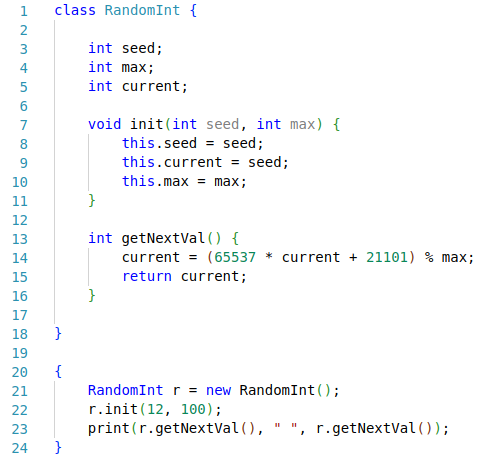 1 class RandomInt {
2
3 int seed;
4 int max;
5 int current;
6
7 void init(int seed, int max) {
8 this.seed = seed;
9 this.current = seed;
10 this.max = max;
11 }
12
13 int getNextVal() {
14 current = (65537 * current + 21101) % max;
15 return current;
16 }
17
18 }
19
20 {
21 RandomInt r = new RandomInt();
22 r.init(12, 100);
23 print(r.getNextVal(), " ", r.getNextVal());
24 }